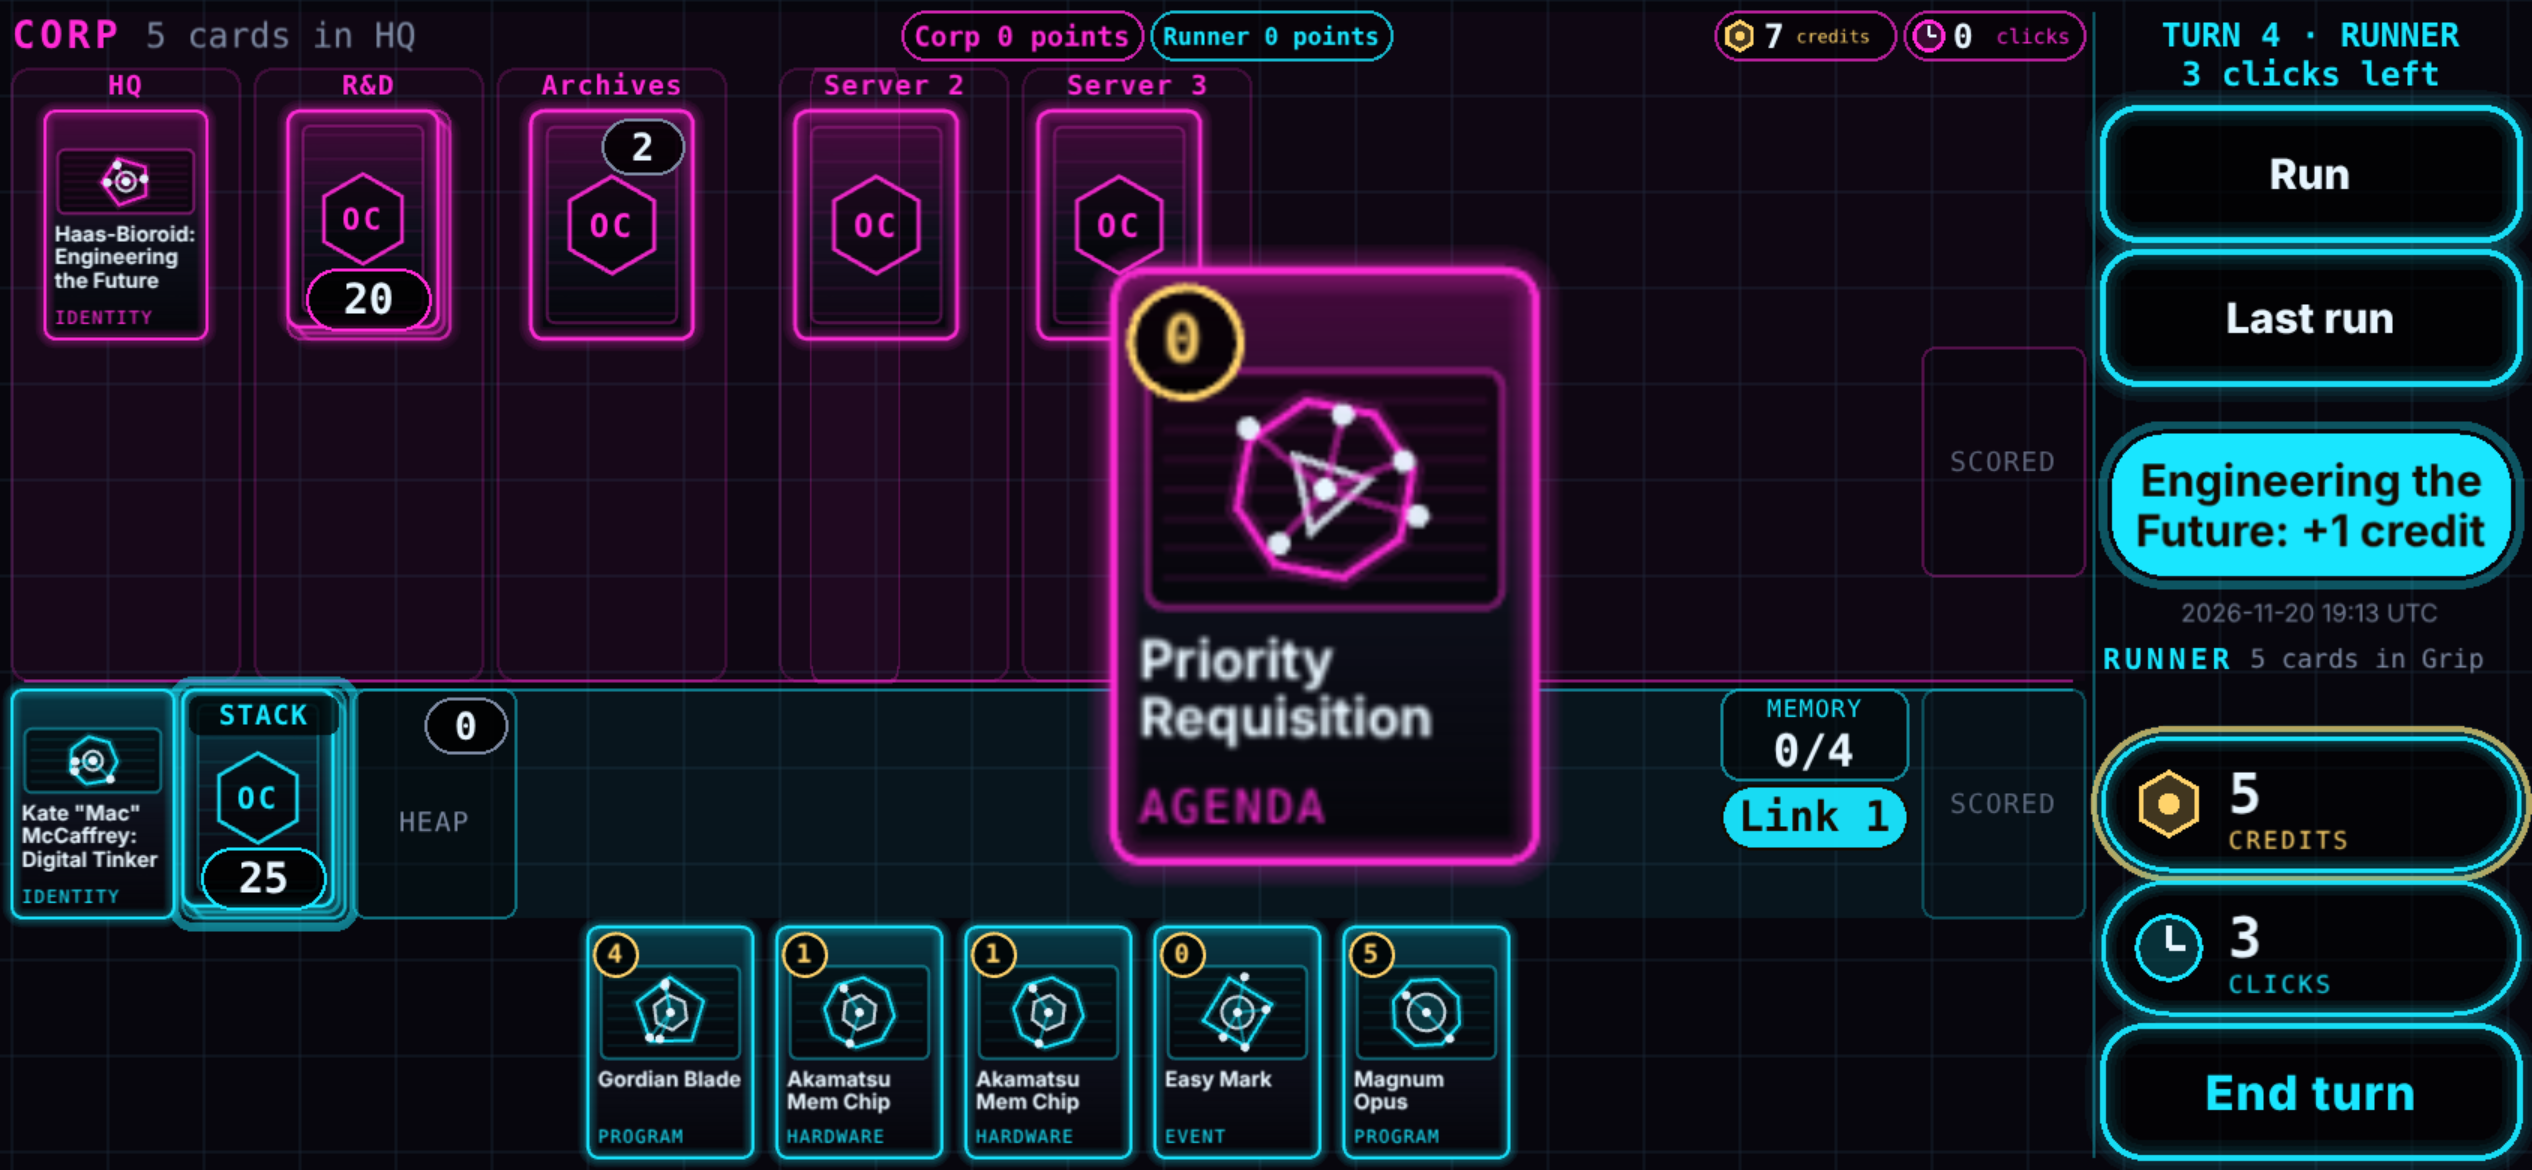 CORP 5 cards in HQ
Corp 0 points
Runner 0 points
7 credits
0 clicks
TURN 4 · RUNNER
3 clicks left
HQ
R&D
Archives
Server 2
Server 3
Haas-Bioroid:
Engineering
the Future
IDENTITY
OC
20
2
OC
OC
OC
0
Priority
Requisition
AGENDA
SCORED
Run
Last run
Engineering the
Future: +1 credit
2026-11-20 19:13 UTC
RUNNER 5 cards in Grip
Kate "Mac"
McCaffrey:
Digital Tinker
IDENTITY
STACK
OC
25
0
HEAP
MEMORY
0/4
Link 1
SCORED
5
CREDITS
3
CLICKS
End turn
4
Gordian Blade
PROGRAM
1
Akamatsu
Mem Chip
HARDWARE
1
Akamatsu
Mem Chip
HARDWARE
0
Easy Mark
EVENT
5
Magnum
Opus
PROGRAM